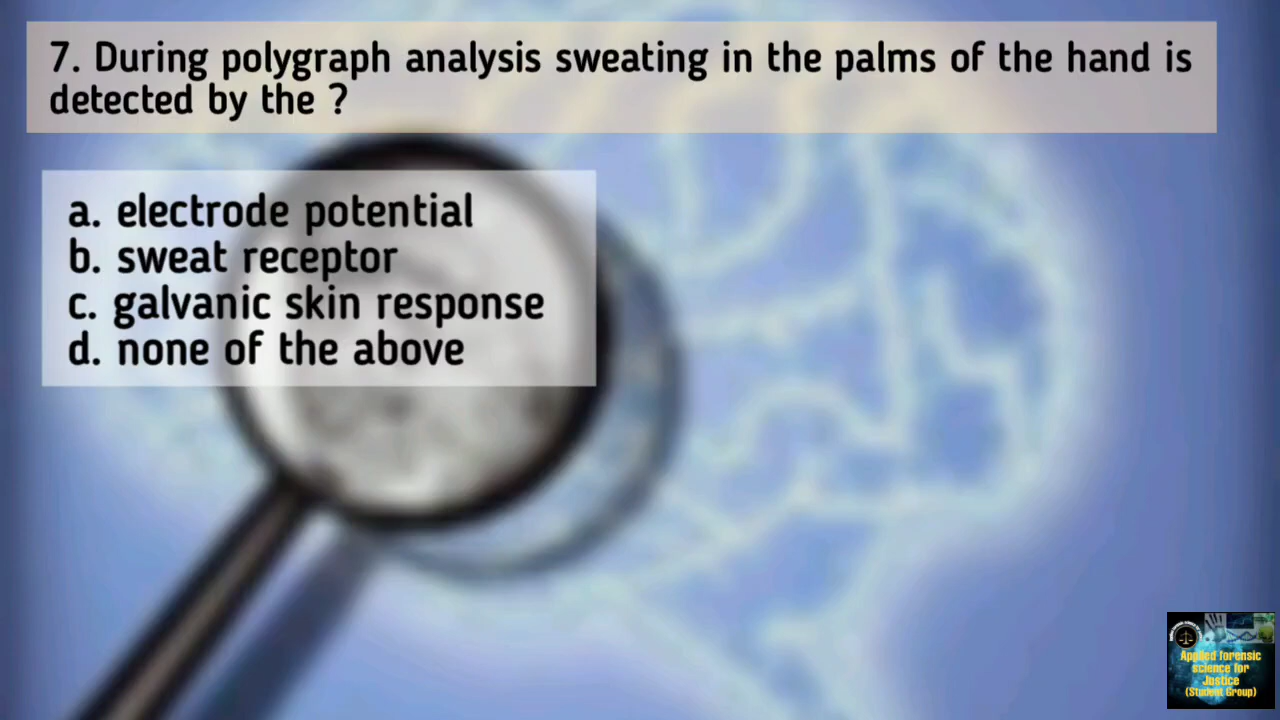 7. During polygraph analysis sweating in the palms of the hand is
detected by the ?
a. electrode potential
b. sweat receptor
c. galvanic skin response
d. none of the above
Applied forensic
science for
Justice
(Student Group)